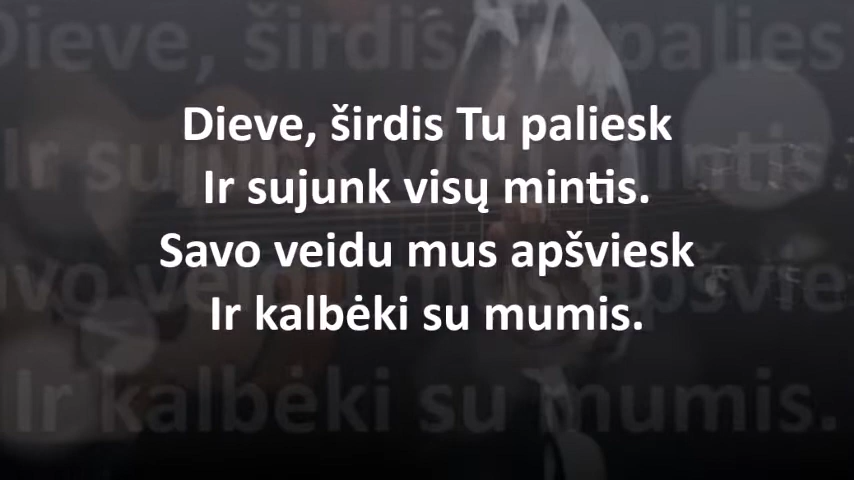 Dieve, širdis Tu paliesk
Ir sujunk visų mintis.
Savo veidu mus apšviesk
Ir kalbėki su mumis.